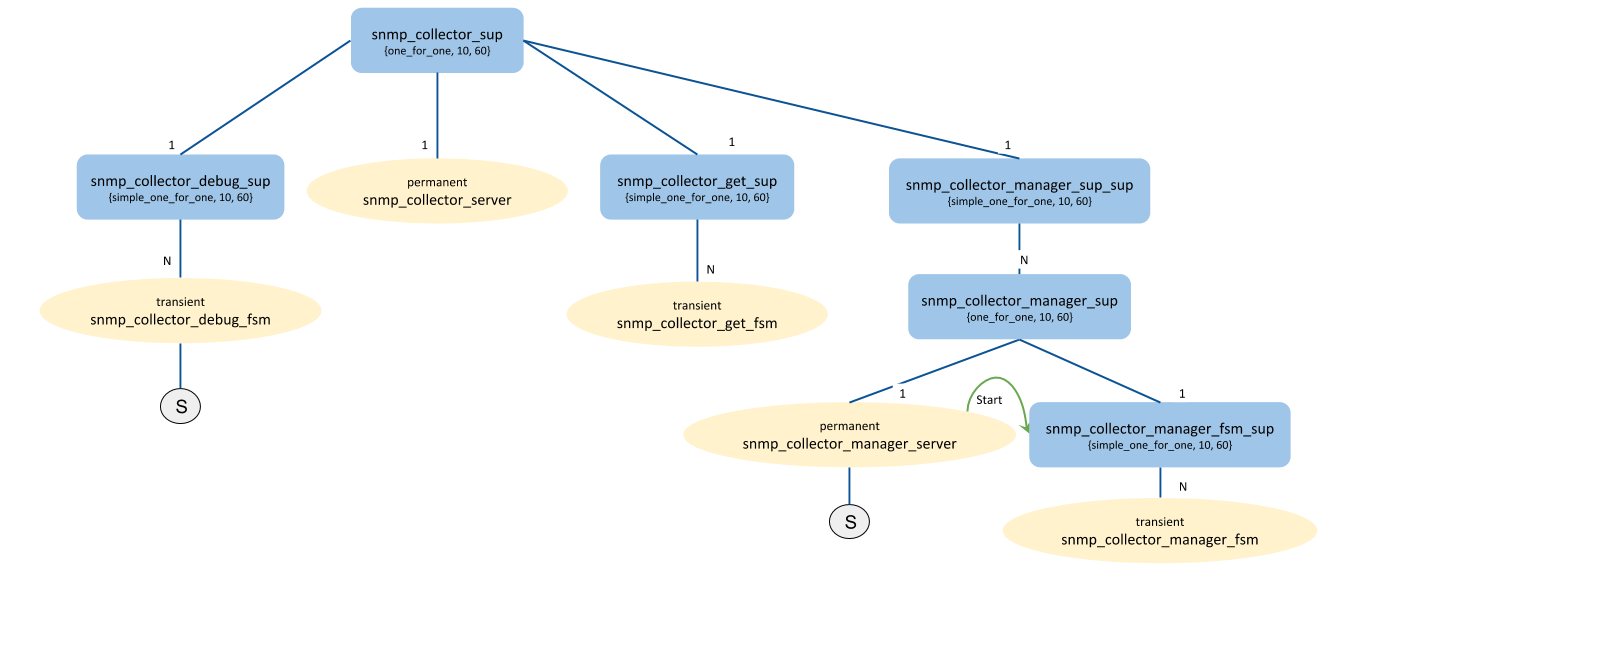 snmp_collector_sup
{one_for_one, 10, 60}
1
1
1
1
snmp_collector_debug_sup
{simple_one_for_one, 10, 60}
permanent
snmp_collector_server
snmp_collector_get_sup
{simple_one_for_one, 10, 60}
snmp_collector_manager_sup_sup
{simple_one_for_one, 10, 60}
N
N
N
transient
snmp_collector_debug_fsm
transient
snmp_collector_get_fsm
snmp_collector_manager_sup
{one_for_one, 10, 60}
S
1
Start
1
permanent
snmp_collector_manager_server
snmp_collector_manager_fsm_sup
{simple_one_for_one, 10, 60}
N
S
transient
snmp_collector_manager_fsm